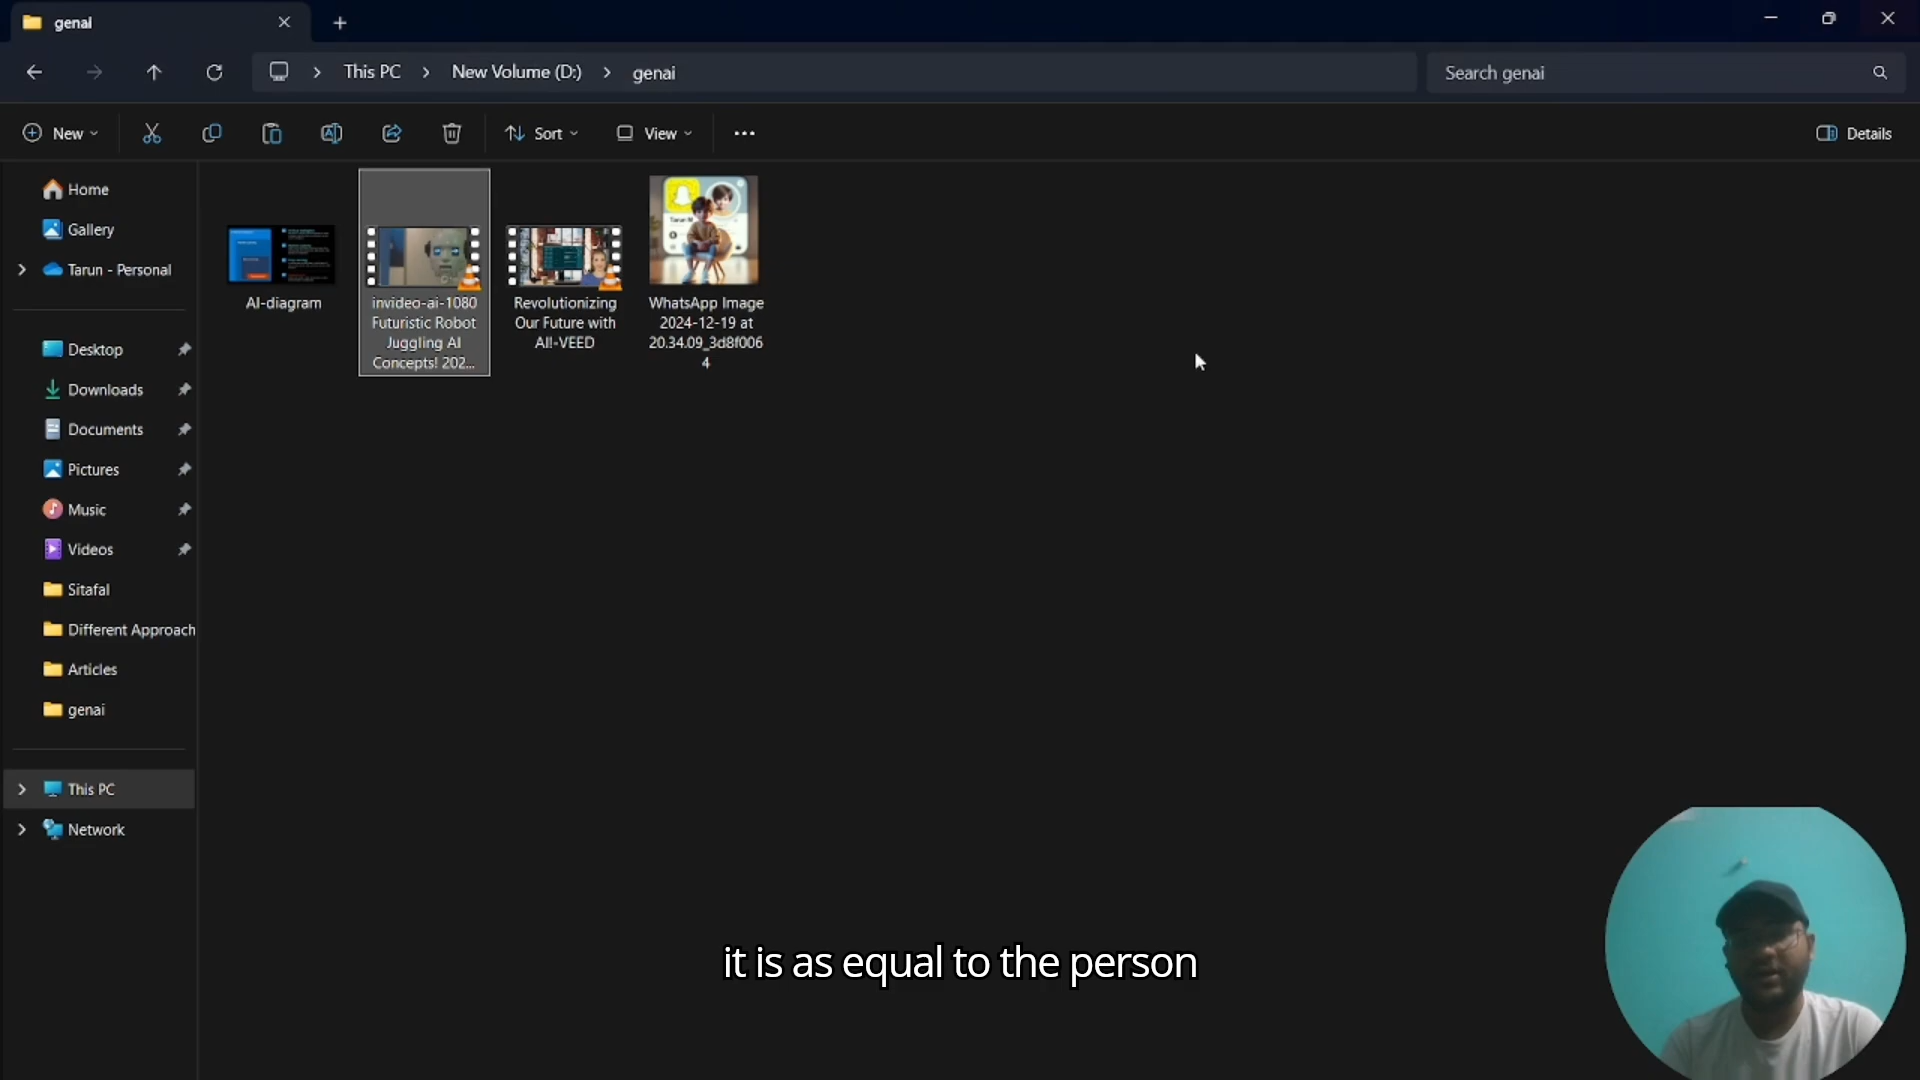 genai
This PC
New Volume (D:)
genai
Search genai
New
Sort
View
Details
Home
Gallery
Tarun - Personal
Desktop
Downloads
Documents
Pictures
Music
Videos
Sitafal
Different Approach
Articles
genai
This PC
Network
AI-diagram
invideo-ai-1080
Futuristic Robot
Juggling AI
Concepts! 202...
Revolutionizing
Our Future with
AI!-VEED
WhatsApp Image
2024-12-19 at
20.34.09_3d8f006
4
it is as equal to the person